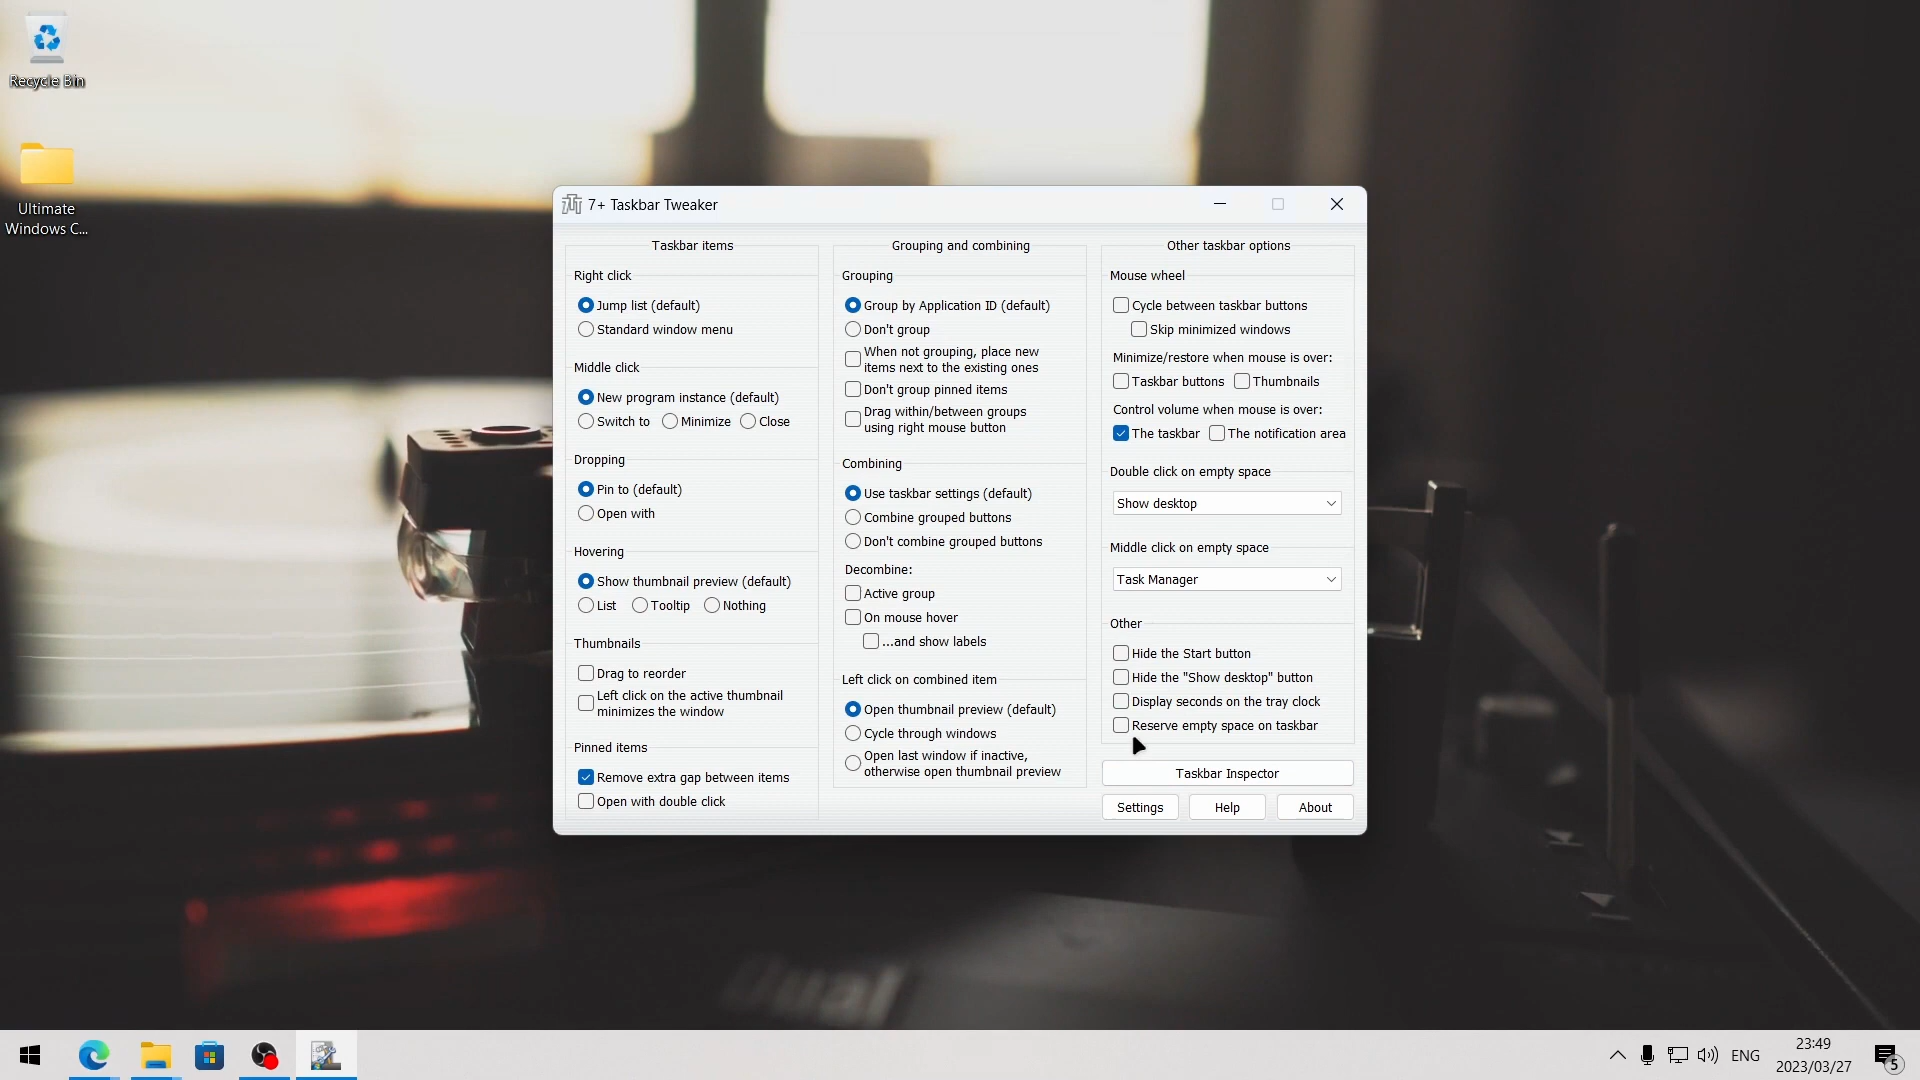 Recycle Bin
Ultimate
Windows C...
7+ Taskbar Tweaker
Taskbar items
Right click
Jump list (default)
Standard window menu
Middle click
New program instance (default)
Switch to Minimize Close
Dropping
Pin to (default)
Open with
Hovering
Show thumbnail preview (default)
List Tooltip Nothing
Thumbnails
Drag to reorder
Left click on the active thumbnail
minimizes the window
Pinned items
Remove extra gap between items
Open with double click
Grouping and combining
Grouping
Group by Application ID (default)
Don't group
When not grouping, place new
items next to the existing ones
Don't group pinned items
Drag within/between groups
using right mouse button
Combining
Use taskbar settings (default)
Combine grouped buttons
Don't combine grouped buttons
Decombine:
Active group
On mouse hover
...and show labels
Left click on combined item
Open thumbnail preview (default)
Cycle through windows
Open last window if inactive,
otherwise open thumbnail preview
Other taskbar options
Mouse wheel
Cycle between taskbar buttons
Skip minimized windows
Minimize/restore when mouse is over:
Taskbar buttons Thumbnails
Control volume when mouse is over:
The taskbar The notification area
Double click on empty space
Show desktop
Middle click on empty space
Task Manager
Other
Hide the Start button
Hide the "Show desktop" button
Display seconds on the tray clock
Reserve empty space on taskbar
Taskbar Inspector
Settings Help About
Dual
ENG
23:49
2023/03/27
5